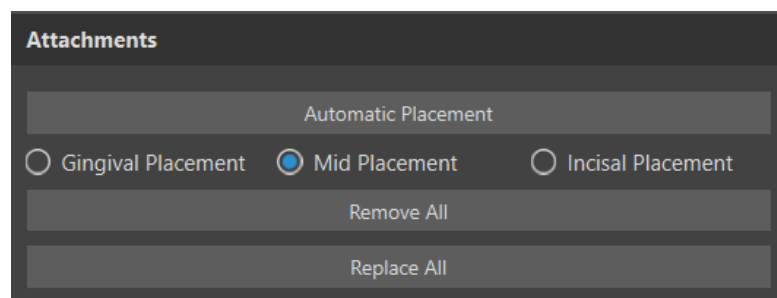 Attachments
Automatic Placement
Gingival Placement Mid Placement Incisal Placement
Remove All
Replace All